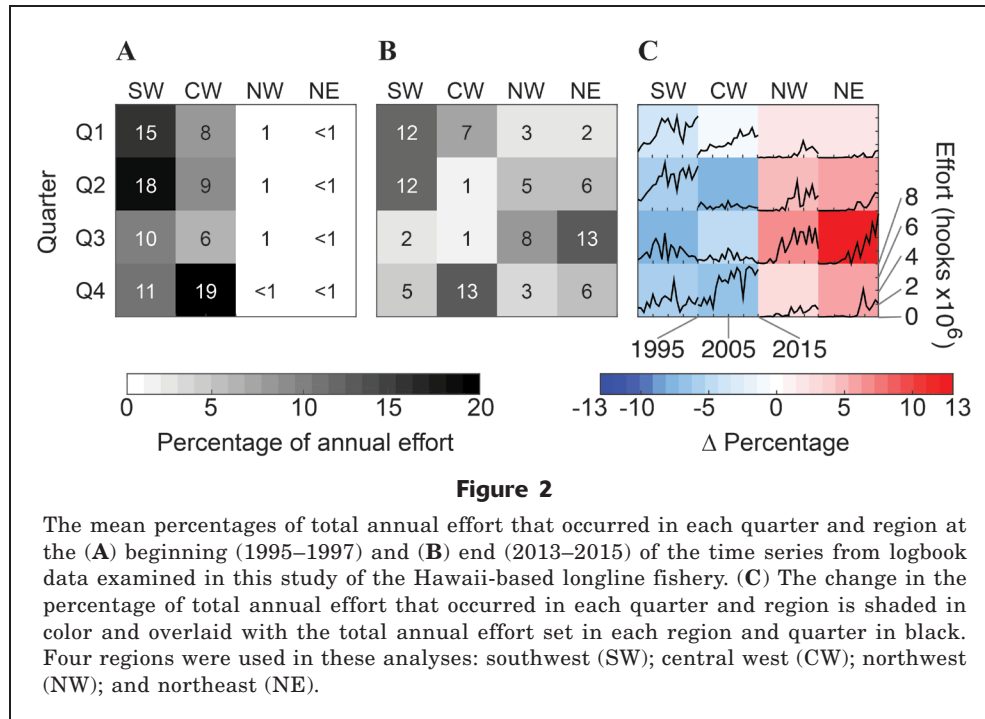 A B C
SW CW NW NE SW CW NW NE SW CW NW NE
Q1 15 8 1 <1 12 7 3 2
Q2 18 9 1 <1 12 1 5 6
Q3 10 6 1 <1 2 1 8 13
Q4 11 19 <1 <1 5 13 3 6
Quarter
Effort (hooks x10⁶)
8
6
4
2
0
1995 2005 2015
0 5 10 15 20
Percentage of annual effort
-13 -10 -5 0 5 10 13
Δ Percentage
Figure 2
The mean percentages of total annual effort that occurred in each quarter and region at
the (A) beginning (1995–1997) and (B) end (2013–2015) of the time series from logbook
data examined in this study of the Hawaii-based longline fishery. (C) The change in the
percentage of total annual effort that occurred in each quarter and region is shaded in
color and overlaid with the total annual effort set in each region and quarter in black.
Four regions were used in these analyses: southwest (SW); central west (CW); northwest
(NW); and northeast (NE).